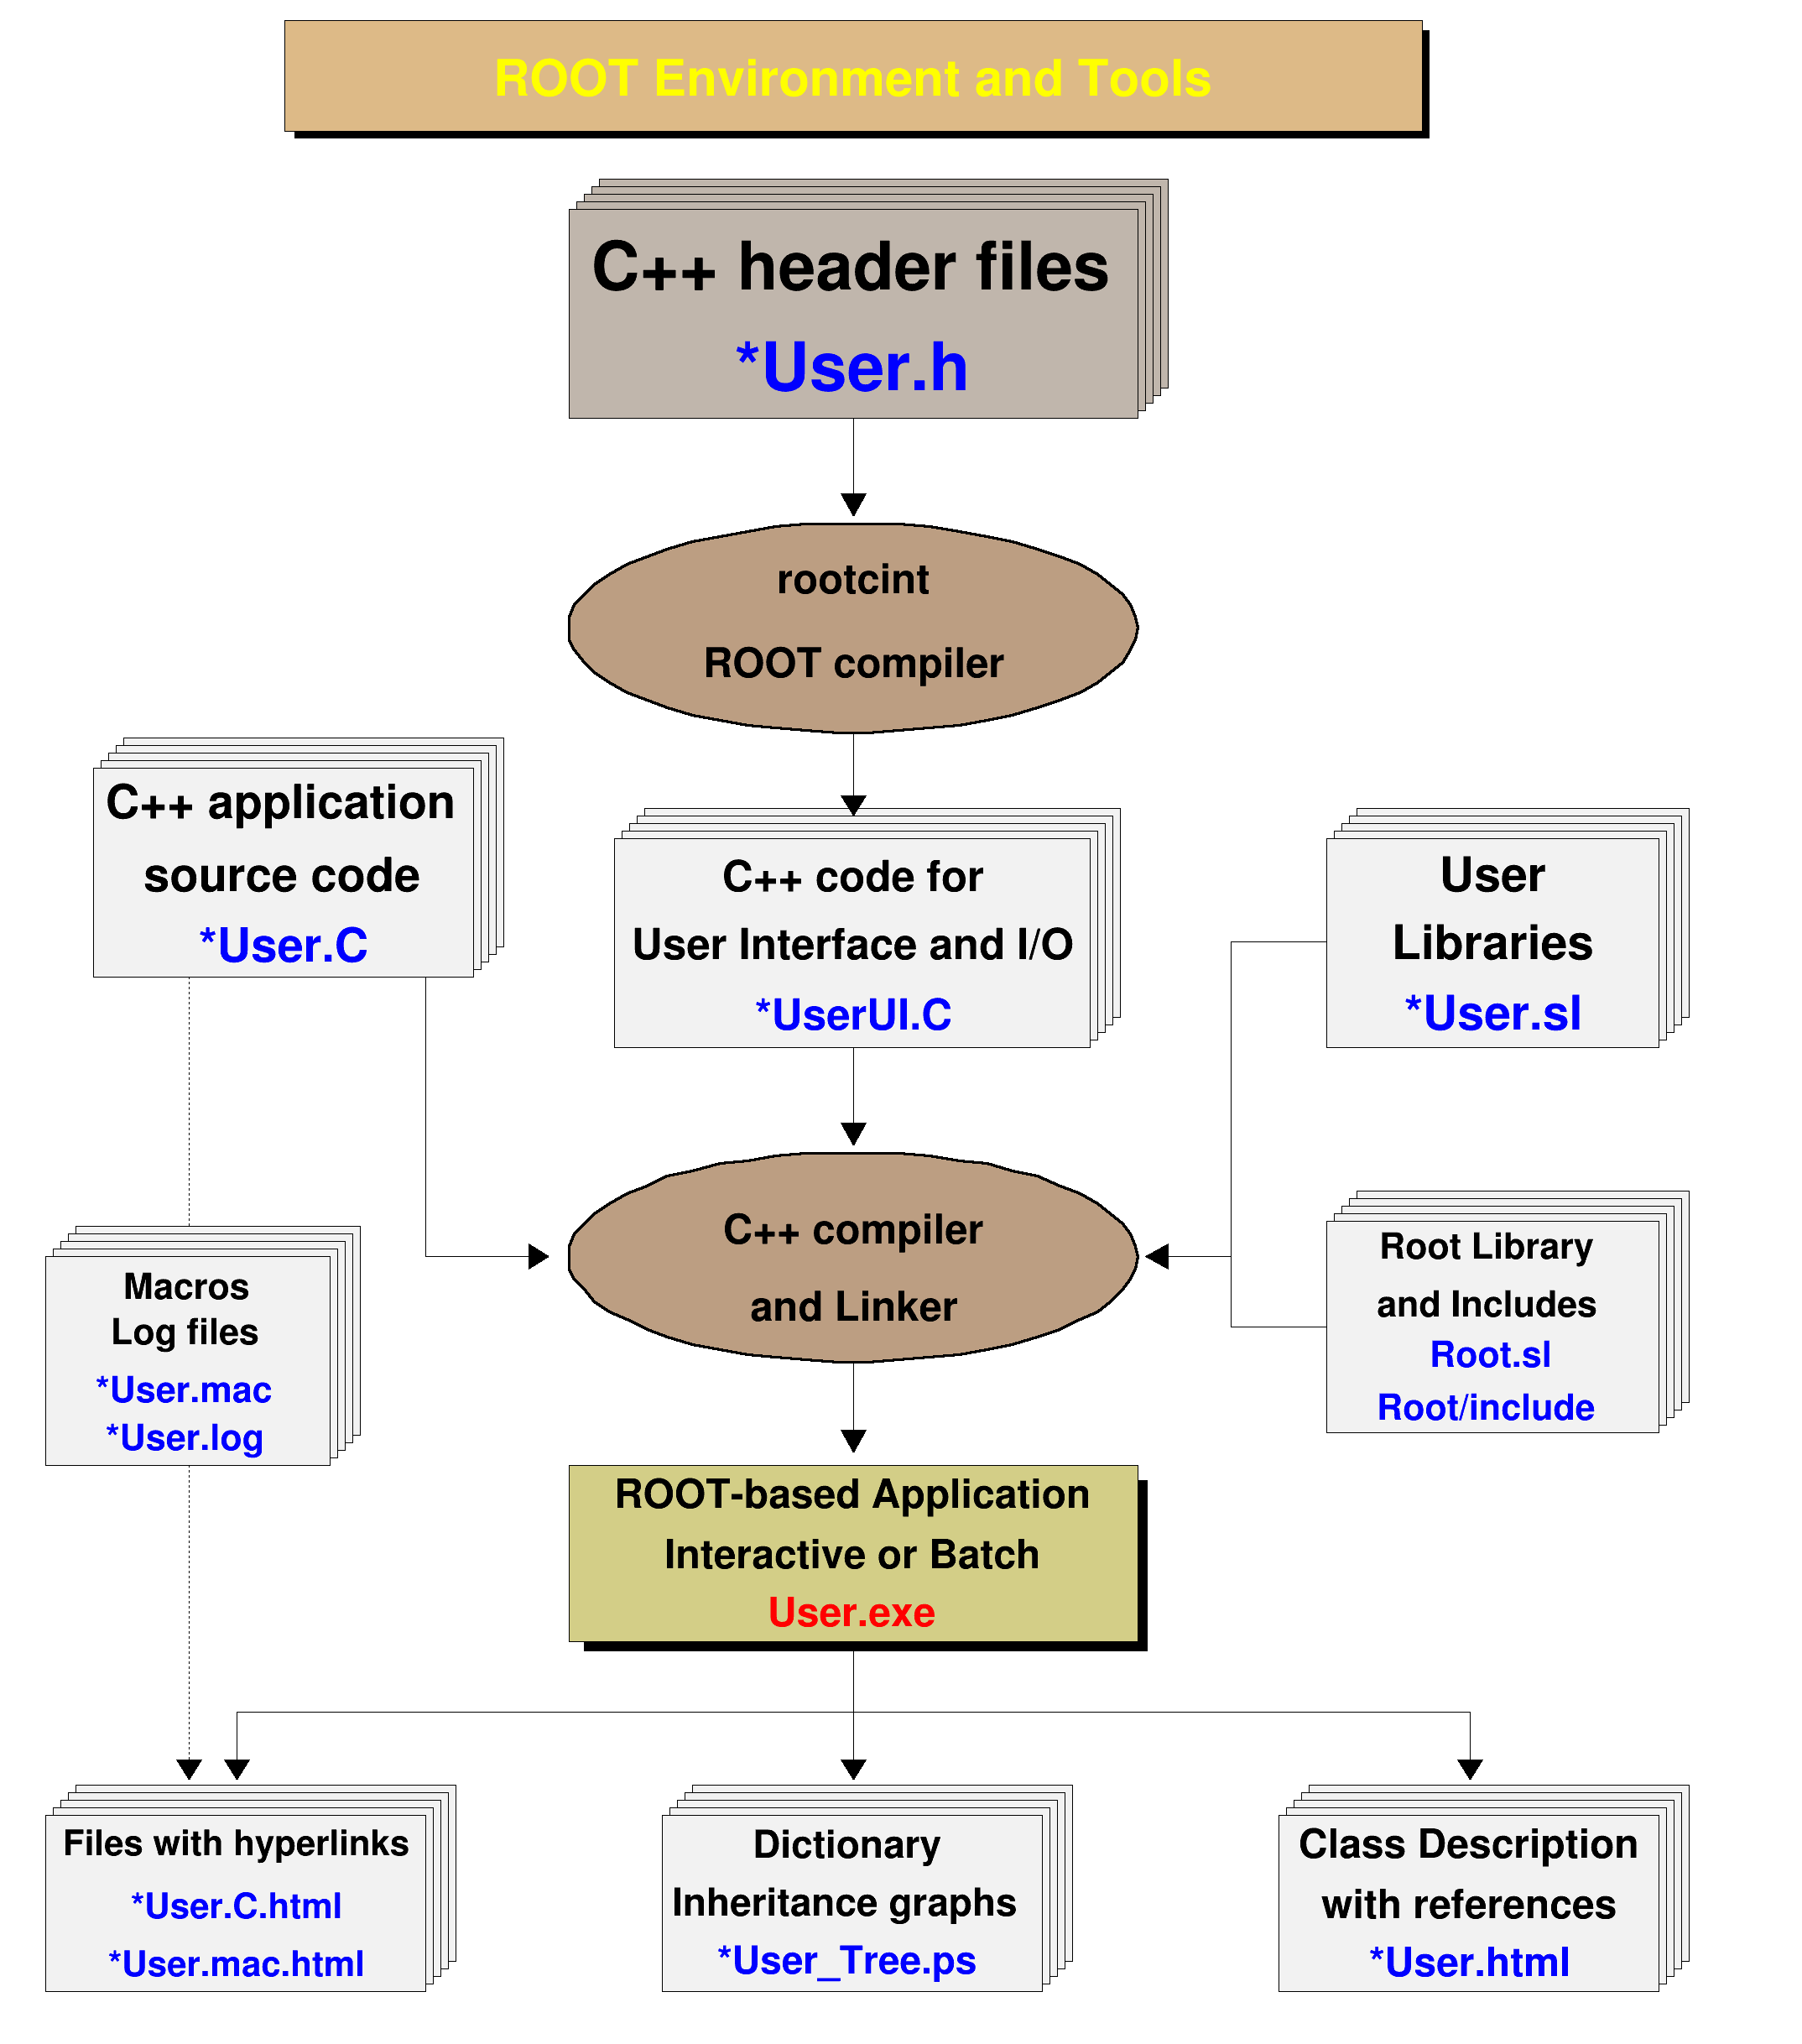 ROOT Environment and Tools
C++ header files
*User.h
rootcint
ROOT compiler
C++ application
source code
*User.C
C++ code for
User Interface and I/O
*UserUI.C
User
Libraries
*User.sl
C++ compiler
and Linker
Macros
Log files
*User.mac
*User.log
Root Library
and Includes
Root.sl
Root/include
ROOT-based Application
Interactive or Batch
User.exe
Files with hyperlinks
*User.C.html
*User.mac.html
Dictionary
Inheritance graphs
*User_Tree.ps
Class Description
with references
*User.html